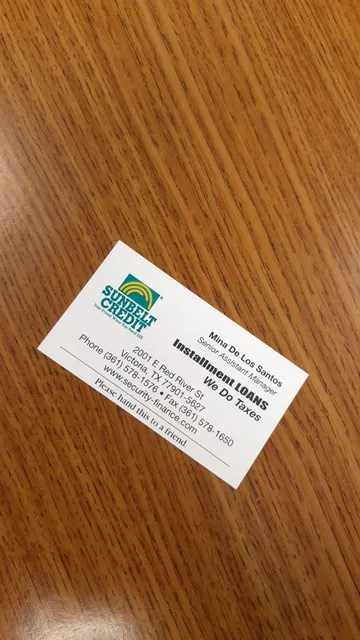 SUNBELT
CREDIT
Mina De Los Santos
Senior Assistant Manager
Installment LOANS
We Do Taxes
2001 E Red River, St
Victoria, TX 77901-5627
Phone (361) 578-1576 • Fax (361) 578-1650
www.security-finance.com
Please hand this to a friend